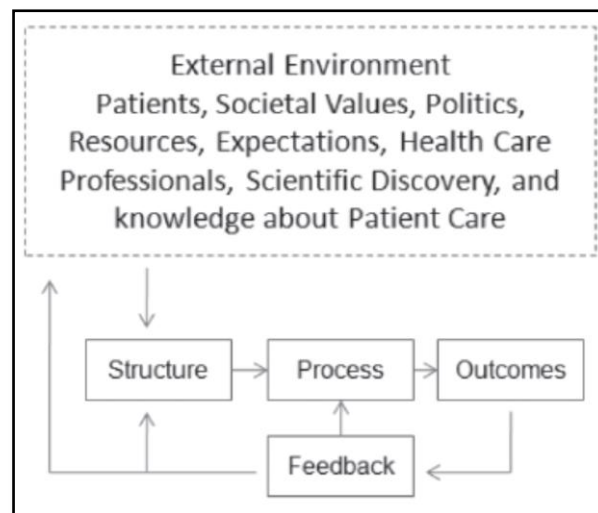 External Environment
Patients, Societal Values, Politics,
Resources, Expectations, Health Care
Professionals, Scientific Discovery, and
knowledge about Patient Care
Structure
Process
Outcomes
Feedback